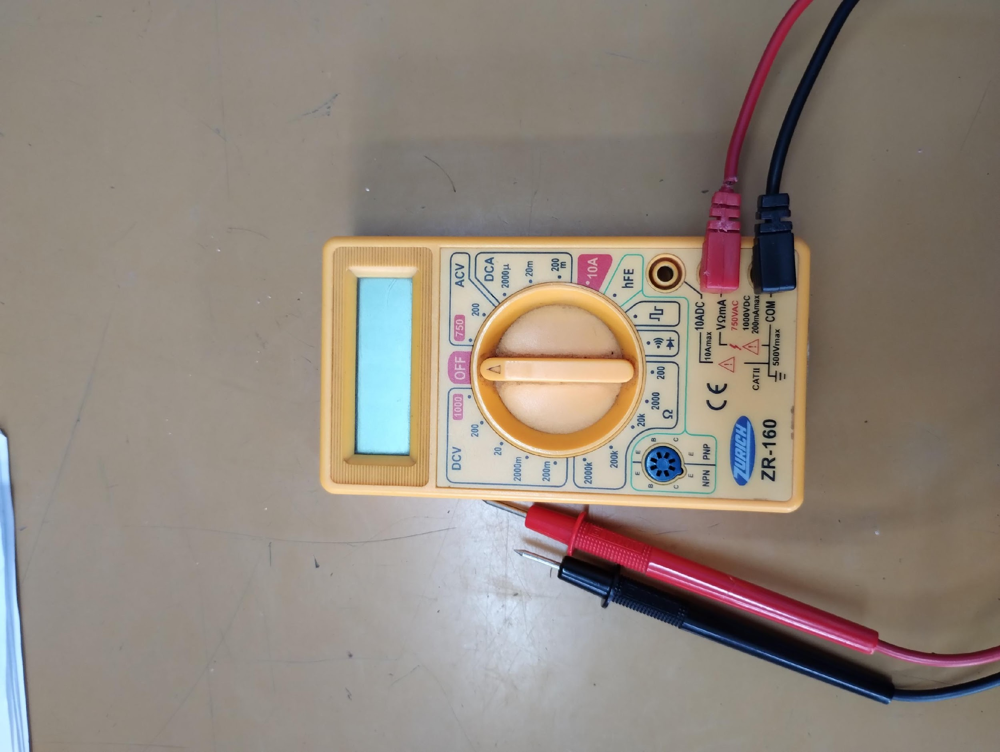 OFF
750
200
ACV
DCA
2000µ
20m
200
m
10A
hFE
200
2000
Ω
20k
200k
2000k
200m
2000m
20
200
1000
DCV
10ADC
10Amax
VΩmA
750VAC
1000VDC
200mAmax
COM
500Vmax
CATII
CE
E
B
C
E
E
B
C
E
NPN
PNP
ZURICH
ZR-160